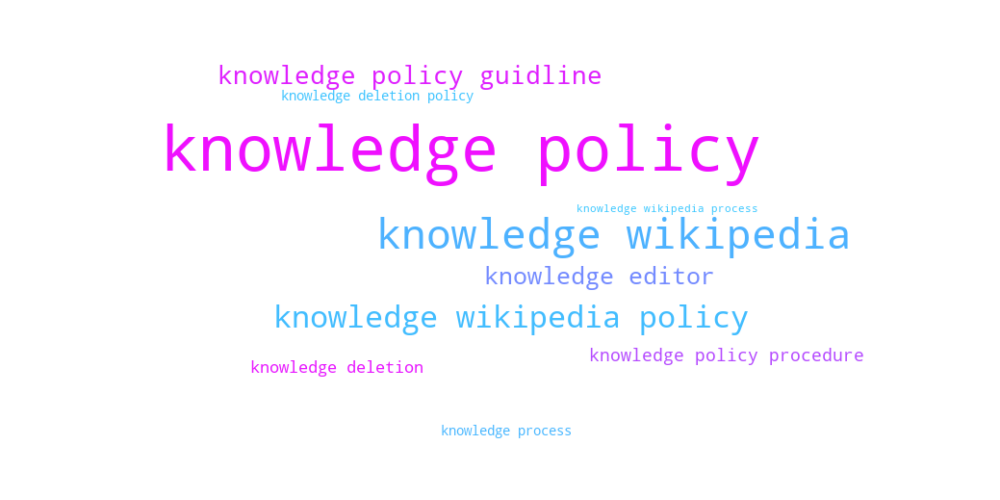 knowledge policy guidline
knowledge deletion policy
knowledge policy
knowledge wikipedia process
knowledge wikipedia
knowledge editor
knowledge wikipedia policy
knowledge policy procedure
knowledge deletion
knowledge process